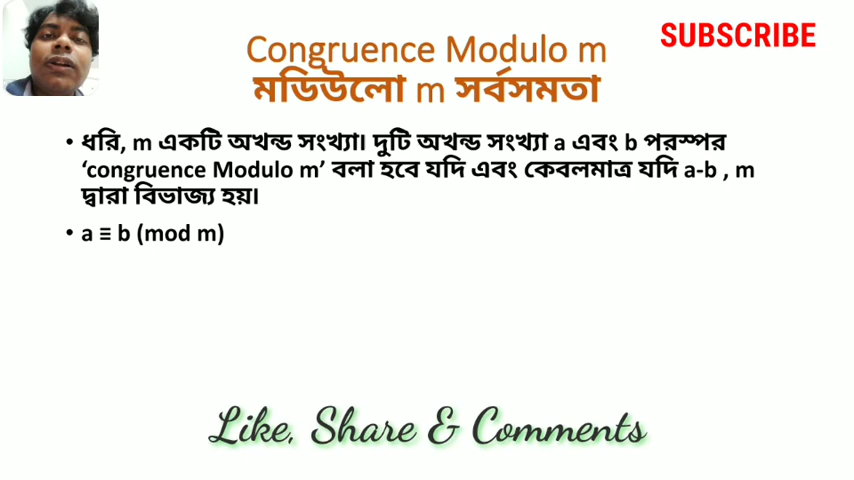 SUBSCRIBE
Congruence Modulo m
মডিউলো m সর্বসমতা
• ধরি, m একটি অখন্ড সংখ্যা। দুটি অখন্ড সংখ্যা a এবং b পরস্পর
‘congruence Modulo m’ বলা হবে যদি এবং কেবলমাত্র যদি a-b , m
দ্বারা বিভাজ্য হয়।
• a ≡ b (mod m)
Like, Share & Comments